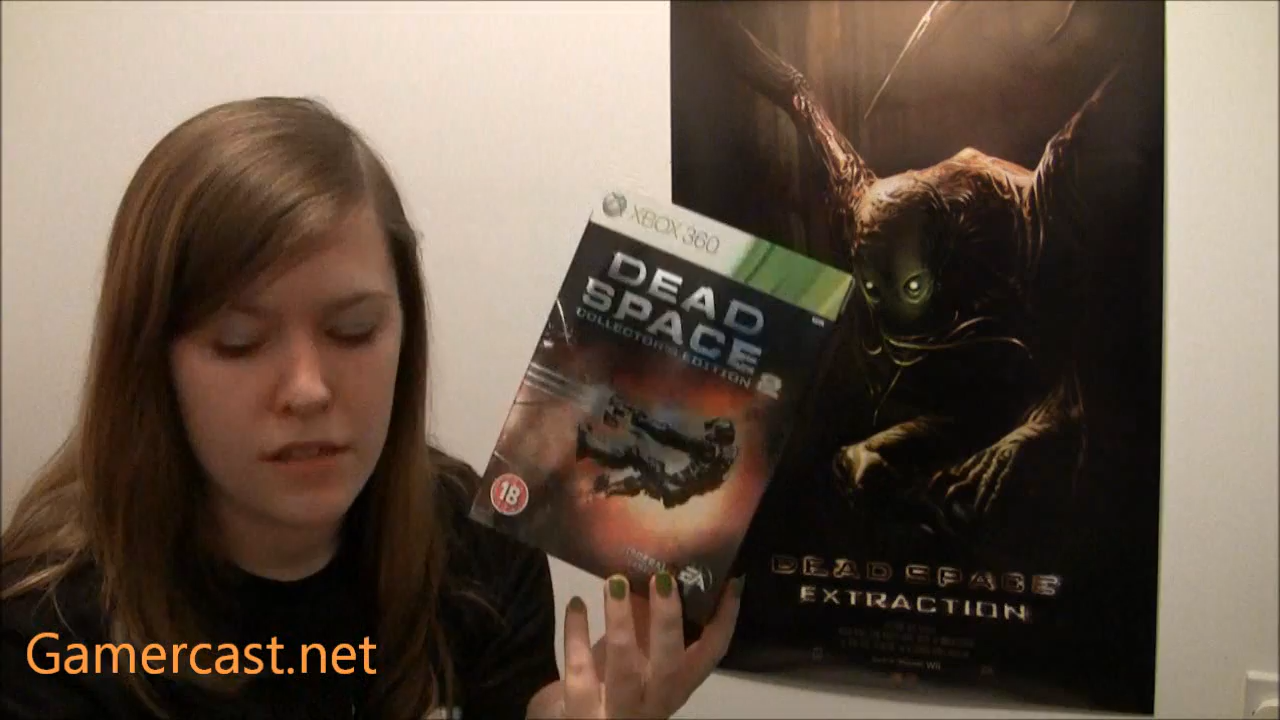 XBOX 360
DEAD
SPACE
COLLECTOR'S EDITION 2
18
EA
DEAD SPACE
EXTRACTION
Gamercast.net